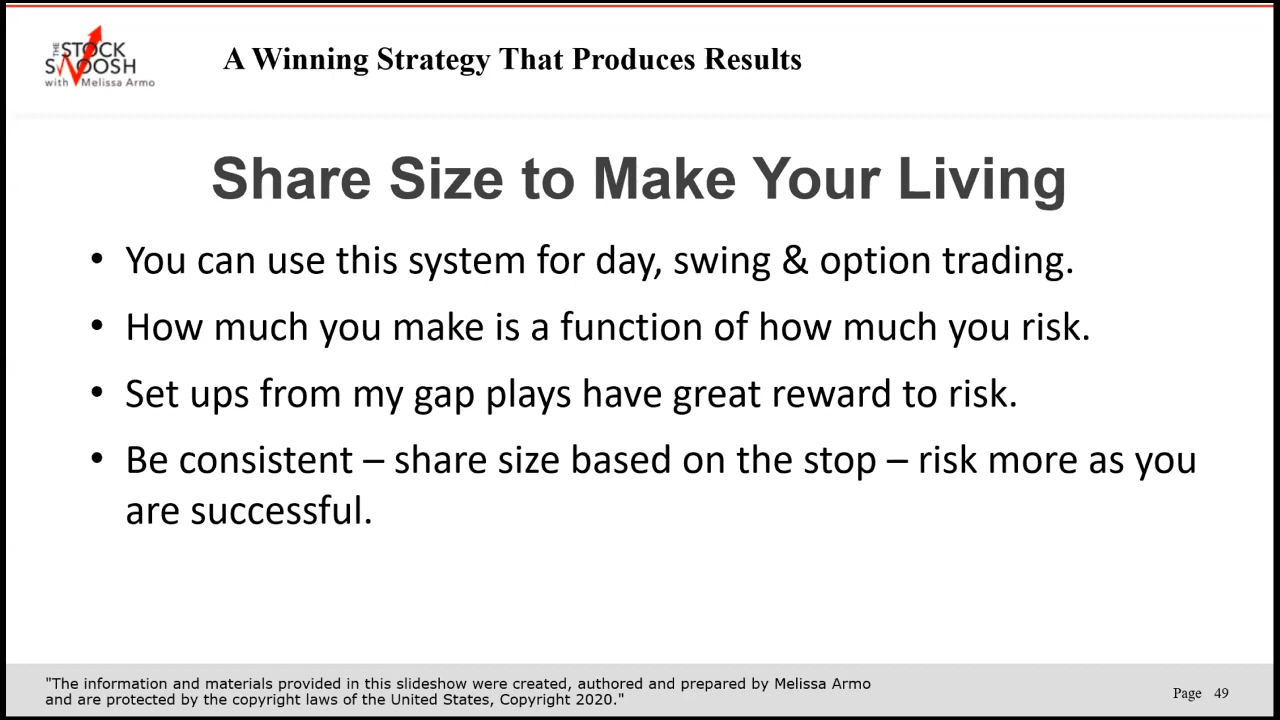 THE
STOCK
SWOOSH
with Melissa Armo
A Winning Strategy That Produces Results
Share Size to Make Your Living
• You can use this system for day, swing & option trading.
• How much you make is a function of how much you risk.
• Set ups from my gap plays have great reward to risk.
• Be consistent – share size based on the stop – risk more as you
are successful.
"The information and materials provided in this slideshow were created, authored and prepared by Melissa Armo
and are protected by the copyright laws of the United States, Copyright 2020."
Page 49